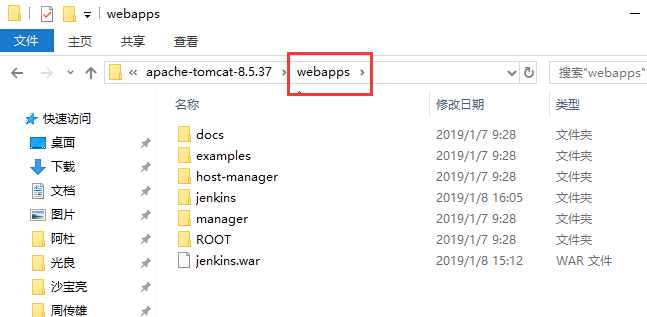 webapps
文件 主页 共享 查看
« apache-tomcat-8.5.37 › webapps › 搜索"webapps"
名称 修改日期 类型
快速访问
桌面
下载
文档
图片
阿杜
光良
沙宝亮
周传雄
docs 2019/1/7 9:28 文件夹
examples 2019/1/7 9:28 文件夹
host-manager 2019/1/7 9:28 文件夹
jenkins 2019/1/8 16:05 文件夹
manager 2019/1/7 9:28 文件夹
ROOT 2019/1/7 9:28 文件夹
jenkins.war 2019/1/8 15:12 WAR 文件